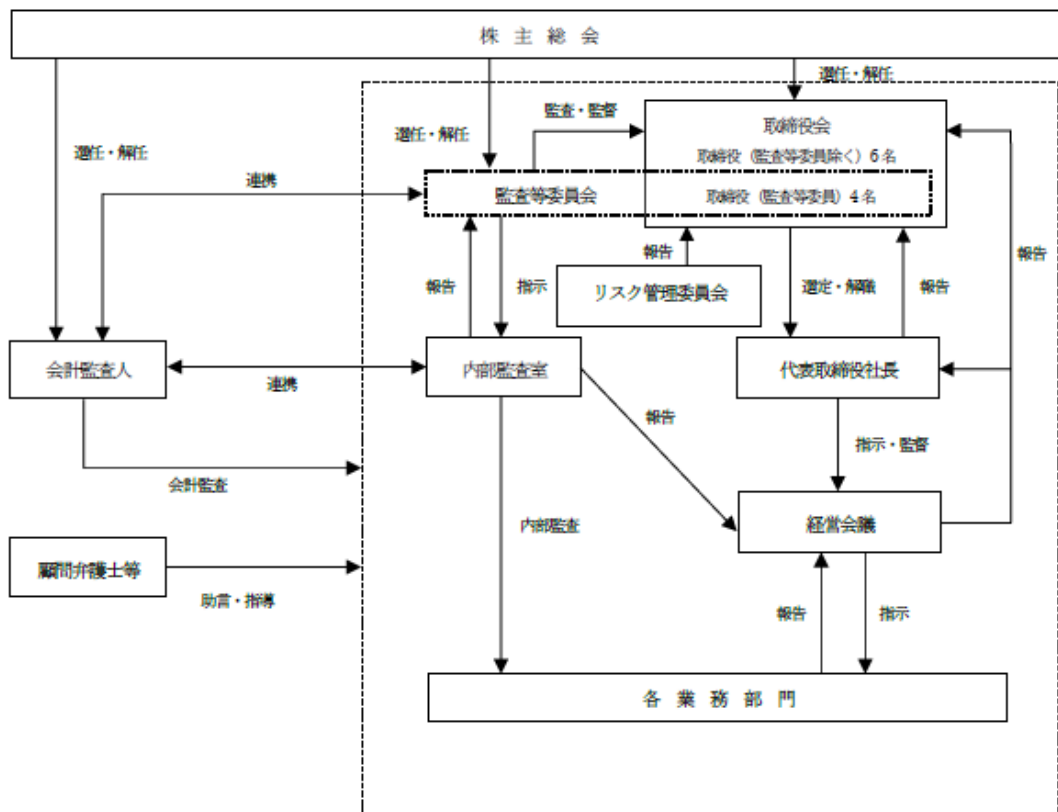 株 主 総 会
選任・解任
監査・監督
取締役会
選任・解任
選任・解任
取締役（監査等委員除く）６名
連携
監査等委員会
取締役（監査等委員）４名
報告
報告
報告
指示
選定・解職
報告
リスク管理委員会
会計監査人
内部監査室
代表取締役社長
連携
報告
指示・監督
会計監査
内部監査
経営会議
顧問弁護士等
助言・指導
報告
指示
各 業 務 部 門